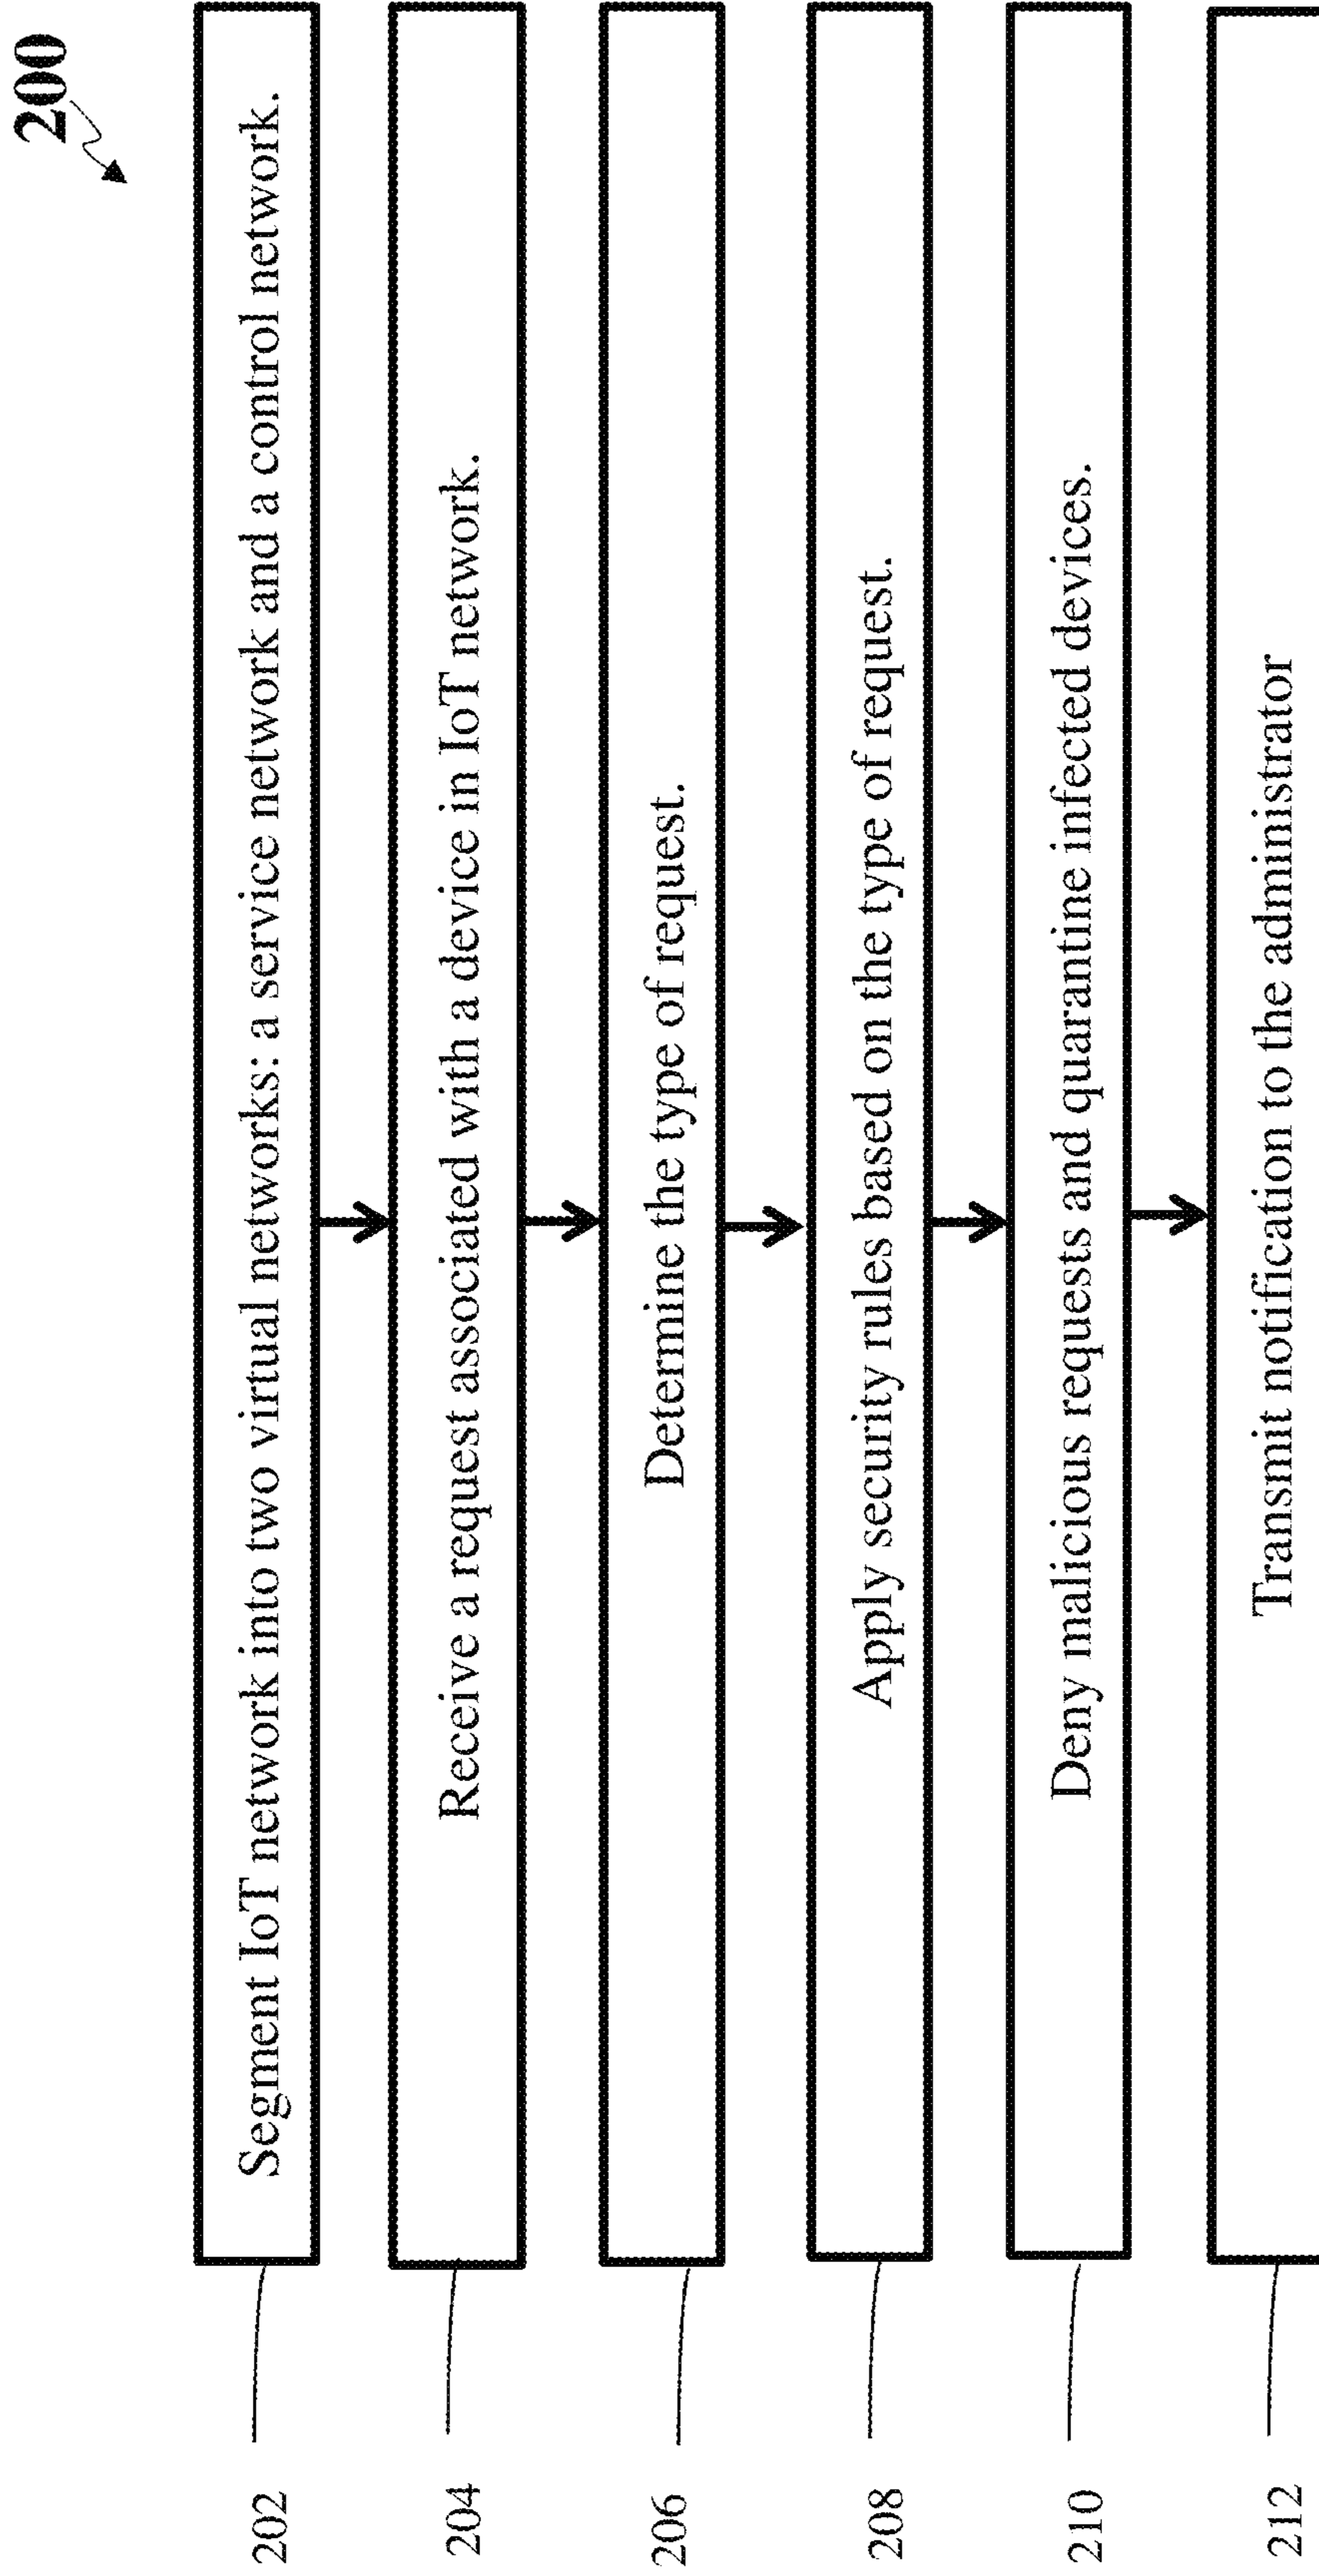 200
202
Segment IoT network into two virtual networks: a service network and a control network.
204
Receive a request associated with a device in IoT network.
206
Determine the type of request.
208
Apply security rules based on the type of request.
210
Deny malicious requests and quarantine infected devices.
212
Transmit notification to the administrator